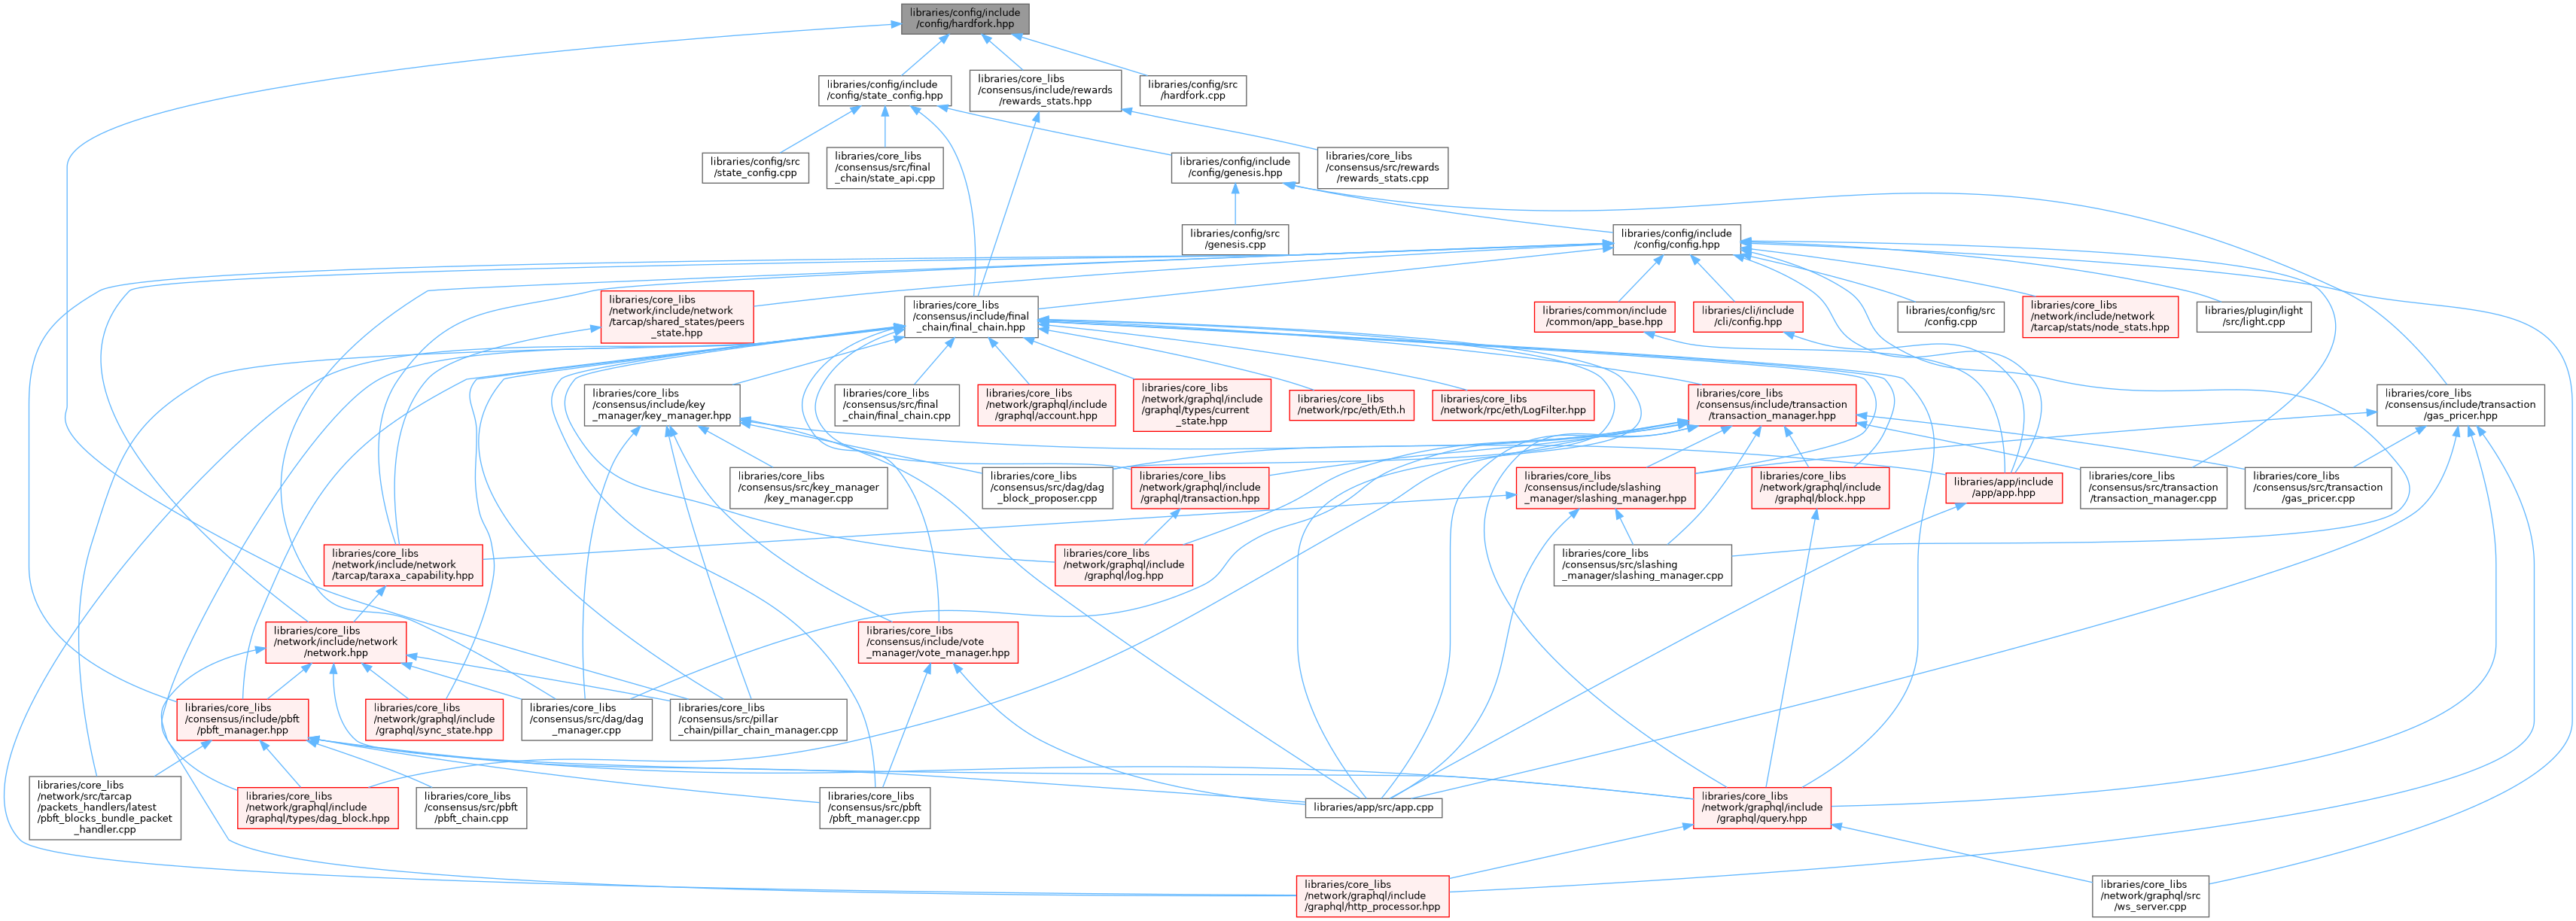 libraries/config/include
/config/hardfork.hpp
libraries/config/include
/config/state_config.hpp
libraries/core_libs
/consensus/include/rewards
/rewards_stats.hpp
libraries/config/src
/hardfork.cpp
libraries/config/src
/state_config.cpp
libraries/core_libs
/consensus/src/final
_chain/state_api.cpp
libraries/config/include
/config/genesis.hpp
libraries/core_libs
/consensus/src/rewards
/rewards_stats.cpp
libraries/config/src
/genesis.cpp
libraries/config/include
/config/config.hpp
libraries/core_libs
/network/include/network
/tarcap/shared_states/peers
_state.hpp
libraries/core_libs
/consensus/include/final
_chain/final_chain.hpp
libraries/common/include
/common/app_base.hpp
libraries/cli/include
/cli/config.hpp
libraries/config/src
/config.cpp
libraries/core_libs
/network/include/network
/tarcap/stats/node_stats.hpp
libraries/plugin/light
/src/light.cpp
libraries/core_libs
/consensus/include/key
_manager/key_manager.hpp
libraries/core_libs
/consensus/src/final
_chain/final_chain.cpp
libraries/core_libs
/network/graphql/include
/graphql/account.hpp
libraries/core_libs
/network/graphql/include
/graphql/types/current
_state.hpp
libraries/core_libs
/network/rpc/eth/Eth.h
libraries/core_libs
/network/rpc/eth/LogFilter.hpp
libraries/core_libs
/consensus/include/transaction
/transaction_manager.hpp
libraries/core_libs
/consensus/include/transaction
/gas_pricer.hpp
libraries/core_libs
/consensus/src/key_manager
/key_manager.cpp
libraries/core_libs
/consensus/src/dag/dag
_block_proposer.cpp
libraries/core_libs
/network/graphql/include
/graphql/transaction.hpp
libraries/core_libs
/consensus/include/slashing
_manager/slashing_manager.hpp
libraries/core_libs
/network/graphql/include
/graphql/block.hpp
libraries/app/include
/app/app.hpp
libraries/core_libs
/consensus/src/transaction
/transaction_manager.cpp
libraries/core_libs
/consensus/src/transaction
/gas_pricer.cpp
libraries/core_libs
/network/include/network
/tarcap/taraxa_capability.hpp
libraries/core_libs
/network/graphql/include
/graphql/log.hpp
libraries/core_libs
/consensus/src/slashing
_manager/slashing_manager.cpp
libraries/core_libs
/network/include/network
/network.hpp
libraries/core_libs
/consensus/include/vote
_manager/vote_manager.hpp
libraries/core_libs
/consensus/include/pbft
/pbft_manager.hpp
libraries/core_libs
/network/graphql/include
/graphql/sync_state.hpp
libraries/core_libs
/consensus/src/dag/dag
_manager.cpp
libraries/core_libs
/consensus/src/pillar
_chain/pillar_chain_manager.cpp
libraries/core_libs
/network/src/tarcap
/packets_handlers/latest
/pbft_blocks_bundle_packet
_handler.cpp
libraries/core_libs
/network/graphql/include
/graphql/types/dag_block.hpp
libraries/core_libs
/consensus/src/pbft
/pbft_chain.cpp
libraries/core_libs
/consensus/src/pbft
/pbft_manager.cpp
libraries/app/src/app.cpp
libraries/core_libs
/network/graphql/include
/graphql/query.hpp
libraries/core_libs
/network/graphql/include
/graphql/http_processor.hpp
libraries/core_libs
/network/graphql/src
/ws_server.cpp